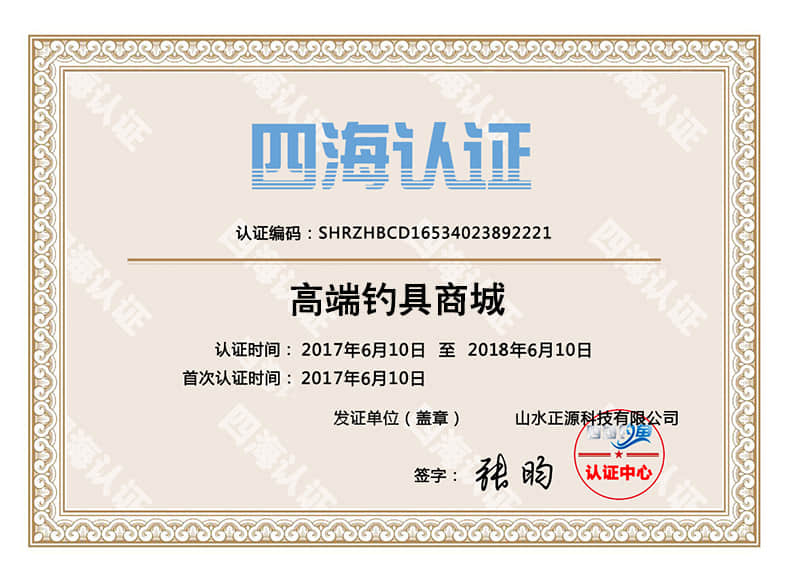 四海认证
认证编码：SHRZHBCD16534023892221
高端钓具商城
认证时间： 2017年6月10日 至 2018年6月10日
首次认证时间： 2017年6月10日
发证单位（盖章） 山水正源科技有限公司
签字： 张昀
认证中心